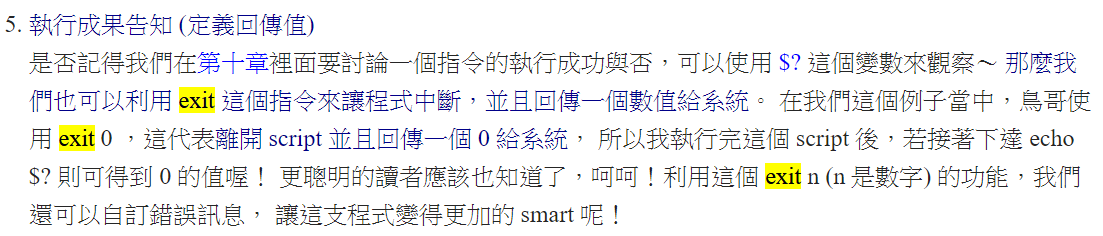 5. 執行成果告知 (定義回傳值)
是否記得我們在第十章裡面要討論一個指令的執行成功與否，可以使用 $? 這個變數來觀察～ 那麼我
們也可以利用 exit 這個指令來讓程式中斷，並且回傳一個數值給系統。 在我們這個例子當中，鳥哥使
用 exit 0 ，這代表離開 script 並且回傳一個 0 給系統， 所以我執行完這個 script 後，若接著下達 echo
$? 則可得到 0 的值喔！ 更聰明的讀者應該也知道了，呵呵！利用這個 exit n (n 是數字) 的功能，我們
還可以自訂錯誤訊息， 讓這支程式變得更加的 smart 呢！